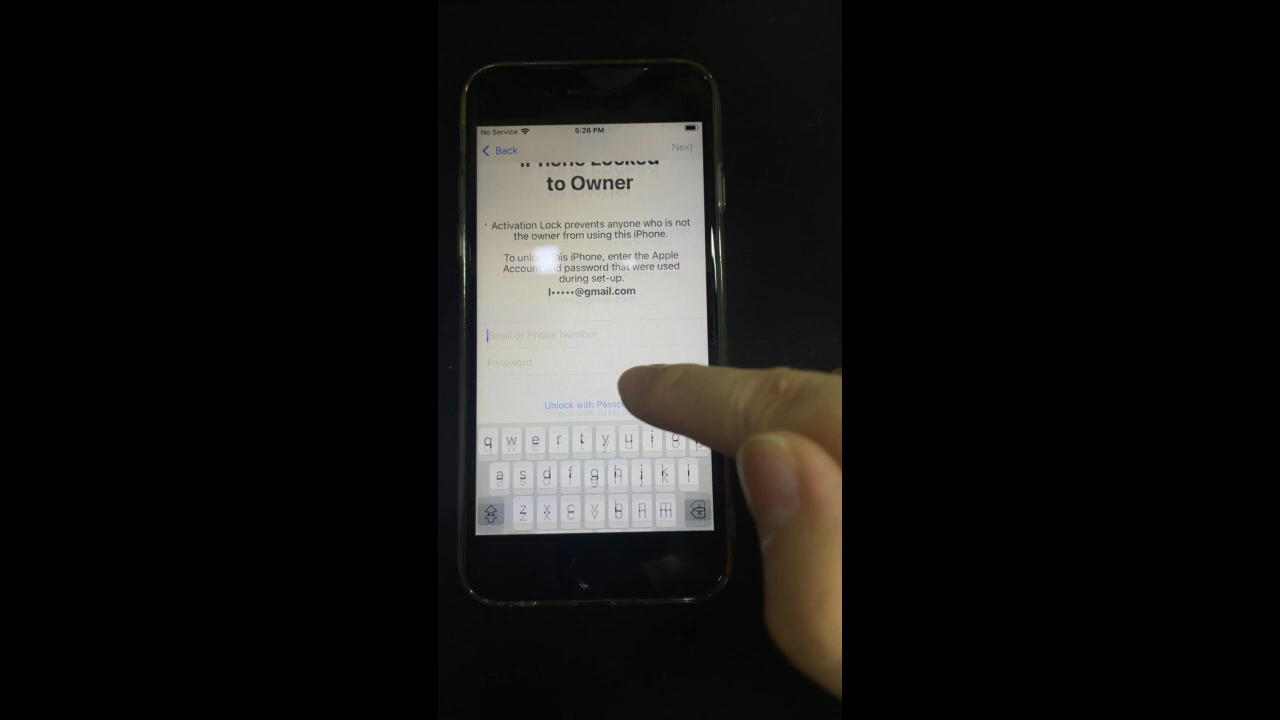 No Service
5:26 PM
Back
Next
iPhone Locked
to Owner
Activation Lock prevents anyone who is not
the owner from using this iPhone.
To unlock this iPhone, enter the Apple
Account and password that were used
during set-up.
l•••••@gmail.com
Email or Phone Number
Password
Unlock with Passc
q w e r t y u i o p
a s d f g h j k l
z x c v b n m